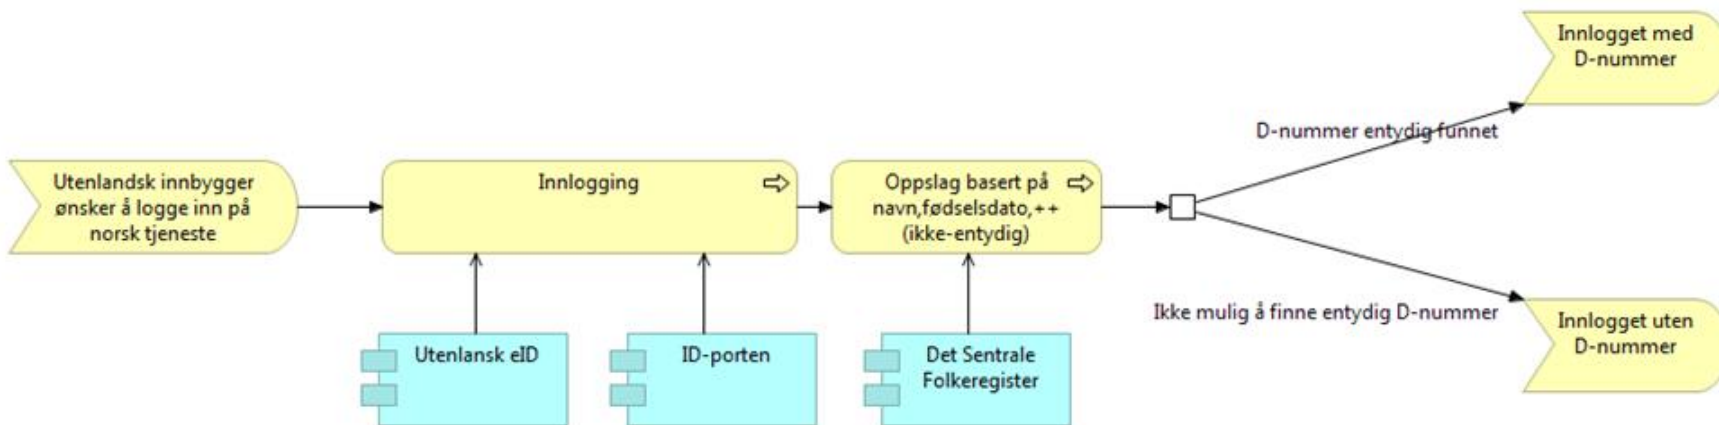 Innlogget med
D-nummer
D-nummer entydig funnet
Utenlandsk innbygger
ønsker å logge inn på
norsk tjeneste
Innlogging
Oppslag basert på
navn,fødselsdato,++
(ikke-entydig)
Ikke mulig å finne entydig D-nummer
Innlogget uten
D-nummer
Utenlansk eID
ID-porten
Det Sentrale
Folkeregister